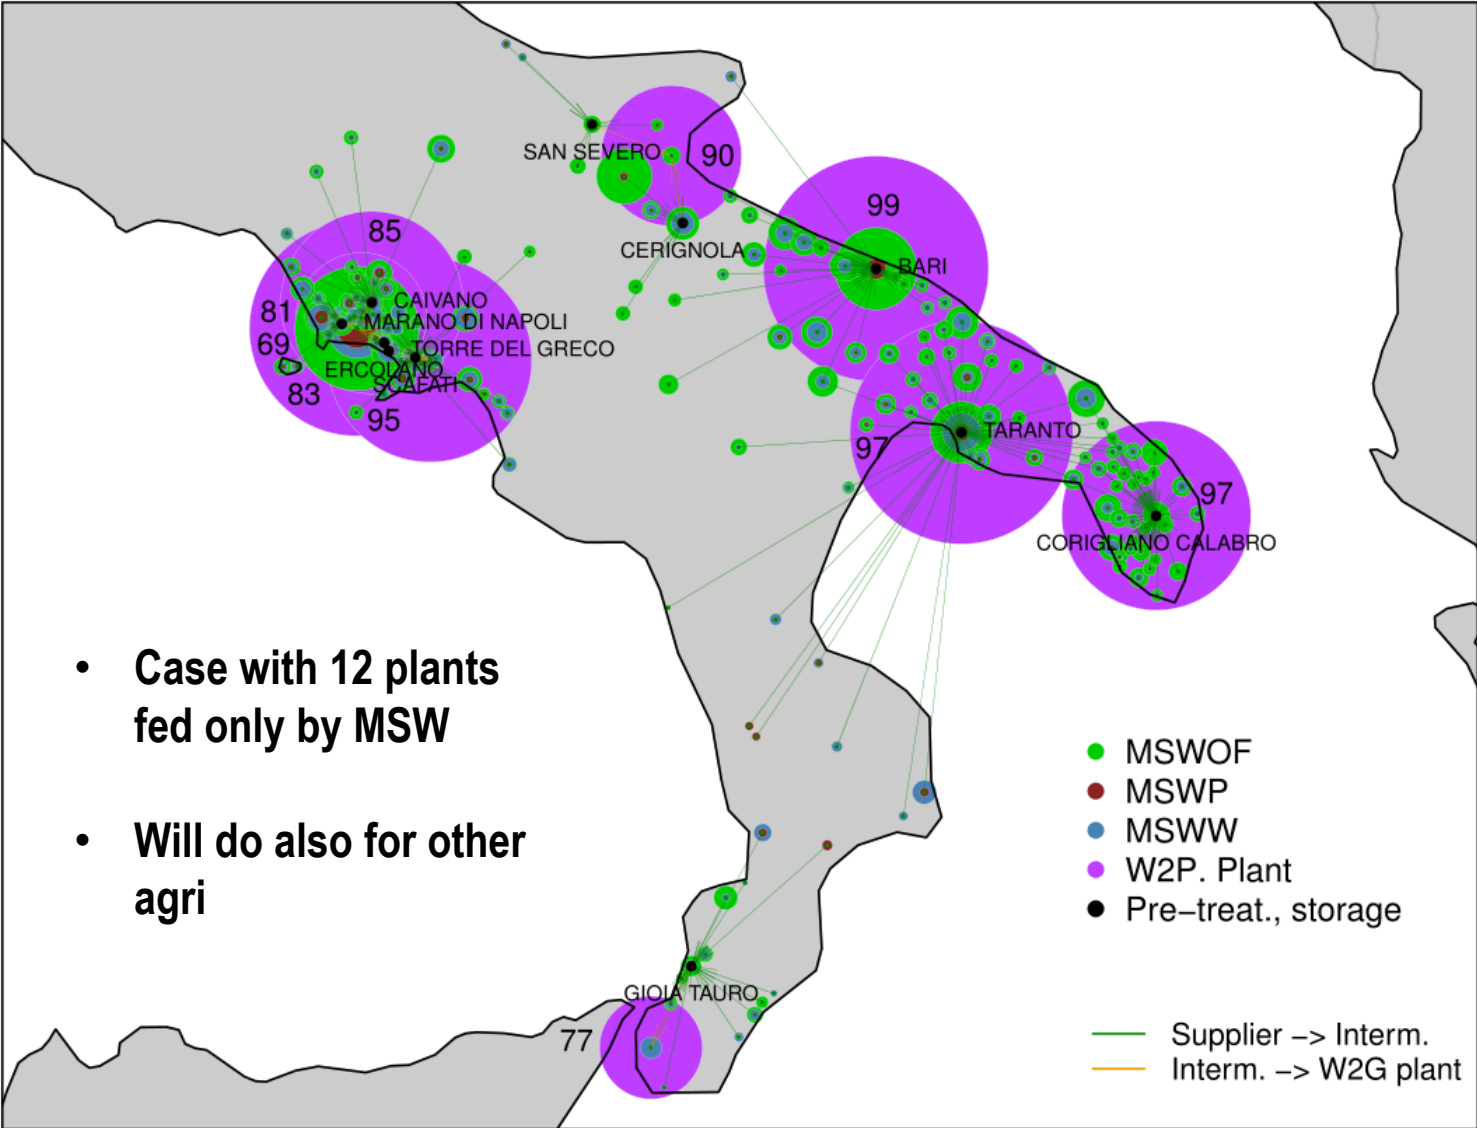 SAN SEVERO
90
99
85
CERIGNOLA
BARI
CAIVANO
81
MARANO DI NAPOLI
69
TORRE DEL GRECO
ERCOLANO
SCAFATI
83
95
TARANTO
97
97
CORIGLIANO CALABRO
• Case with 12 plants
fed only by MSW
• Will do also for other
agri
MSWOF
MSWP
MSWW
W2P. Plant
Pre−treat., storage
GIOIA TAURO
77
Supplier −> Interm.
Interm. −> W2G plant